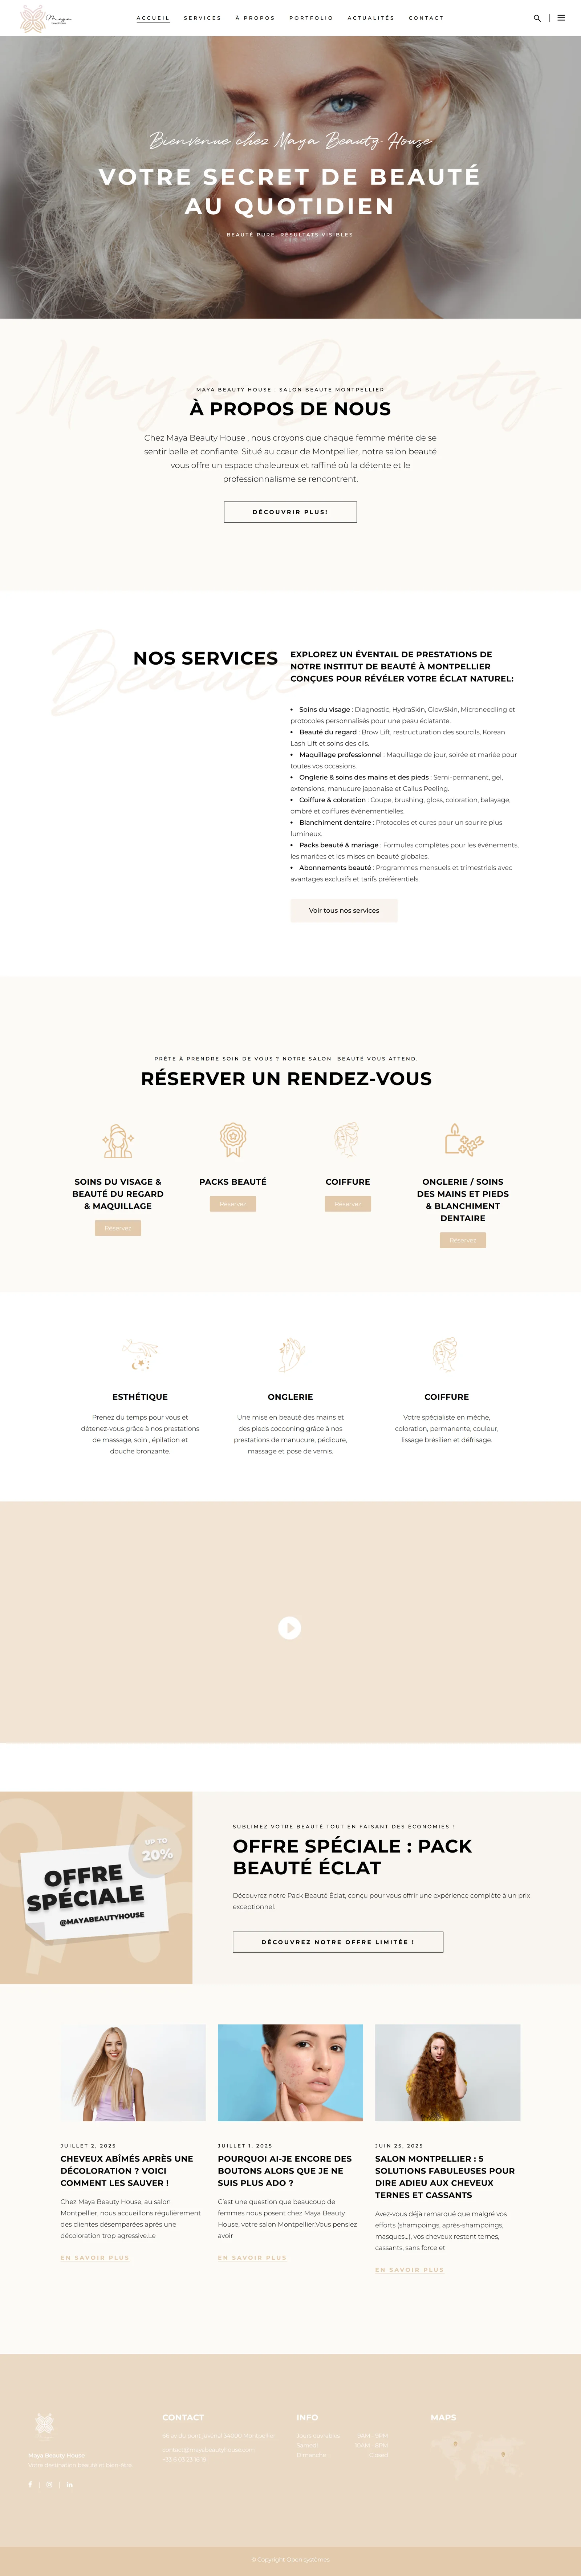 Maya
ACCUEIL SERVICES À PROPOS PORTFOLIO ACTUALITÉS CONTACT
Bienvenue chez Maya Beauty House
VOTRE SECRET DE BEAUTÉ
AU QUOTIDIEN
BEAUTÉ PURE, RÉSULTATS VISIBLES
Maya Beauty
MAYA BEAUTY HOUSE : SALON BEAUTE MONTPELLIER
À PROPOS DE NOUS
Chez Maya Beauty House , nous croyons que chaque femme mérite de se
sentir belle et confiante. Situé au cœur de Montpellier, notre salon beauté
vous offre un espace chaleureux et raffiné où la détente et le
professionnalisme se rencontrent.
DÉCOUVRIR PLUS!
Beauté
NOS SERVICES
EXPLOREZ UN ÉVENTAIL DE PRESTATIONS DE
NOTRE INSTITUT DE BEAUTÉ À MONTPELLIER
CONÇUES POUR RÉVÉLER VOTRE ÉCLAT NATUREL:
• Soins du visage : Diagnostic, HydraSkin, GlowSkin, Microneedling et
protocoles personnalisés pour une peau éclatante.
• Beauté du regard : Brow Lift, restructuration des sourcils, Korean
Lash Lift et soins des cils.
• Maquillage professionnel : Maquillage de jour, soirée et mariée pour
toutes vos occasions.
• Onglerie & soins des mains et des pieds : Semi-permanent, gel,
extensions, manucure japonaise et Callus Peeling.
• Coiffure & coloration : Coupe, brushing, gloss, coloration, balayage,
ombré et coiffures événementielles.
• Blanchiment dentaire : Protocoles et cures pour un sourire plus
lumineux.
• Packs beauté & mariage : Formules complètes pour les événements,
les mariées et les mises en beauté globales.
• Abonnements beauté : Programmes mensuels et trimestriels avec
avantages exclusifs et tarifs préférentiels.
Voir tous nos services
PRÊTE À PRENDRE SOIN DE VOUS ? NOTRE SALON BEAUTÉ VOUS ATTEND.
RÉSERVER UN RENDEZ-VOUS
SOINS DU VISAGE &
BEAUTÉ DU REGARD
& MAQUILLAGE
Réserver
PACKS BEAUTÉ
Réserver
COIFFURE
Réserver
ONGLERIE / SOINS
DES MAINS ET PIEDS
& BLANCHIMENT
DENTAIRE
Réserver
ESTHÉTIQUE
Prenez du temps pour vous et
détenez-vous grâce à nos prestations
de massage, soin , épilation et
douche bronzante.
ONGLERIE
Une mise en beauté des mains et
des pieds cocooning grâce à nos
prestations de manucure, pédicure,
massage et pose de vernis.
COIFFURE
Votre spécialiste en mèche,
coloration, permanente, couleur,
lissage brésilien et défrisage.
UP TO
20%
OFFRE
SPÉCIALE
@MAYABEAUTYHOUSE
SUBLIMEZ VOTRE BEAUTÉ TOUT EN FAISANT DES ÉCONOMIES !
OFFRE SPÉCIALE : PACK
BEAUTÉ ÉCLAT
Découvrez notre Pack Beauté Éclat, conçu pour vous offrir une expérience complète à un prix
exceptionnel.
DÉCOUVREZ NOTRE OFFRE LIMITÉE !
JUILLET 2, 2025
CHEVEUX ABÎMÉS APRÈS UNE
DÉCOLORATION ? VOICI
COMMENT LES SAUVER !
Chez Maya Beauty House, au salon
Montpellier, nous accueillons régulièrement
des clientes désemparées après une
décoloration trop agressive.Le
EN SAVOIR PLUS
JUILLET 1, 2025
POURQUOI AI-JE ENCORE DES
BOUTONS ALORS QUE JE NE
SUIS PLUS ADO ?
C'est une question que beaucoup de
femmes nous posent chez Maya Beauty
House, votre salon Montpellier.Vous pensiez
avoir
EN SAVOIR PLUS
JUIN 25, 2025
SALON MONTPELLIER : 5
SOLUTIONS FABULEUSES POUR
DIRE ADIEU AUX CHEVEUX
TERNES ET CASSANTS
Avez-vous déjà remarqué que malgré vos
efforts (shampoings, après-shampoings,
masques…), vos cheveux restent ternes,
cassants, sans force et
EN SAVOIR PLUS
Maya Beauty House
CONTACT
INFO
Samedi
Dimanche
MAPS